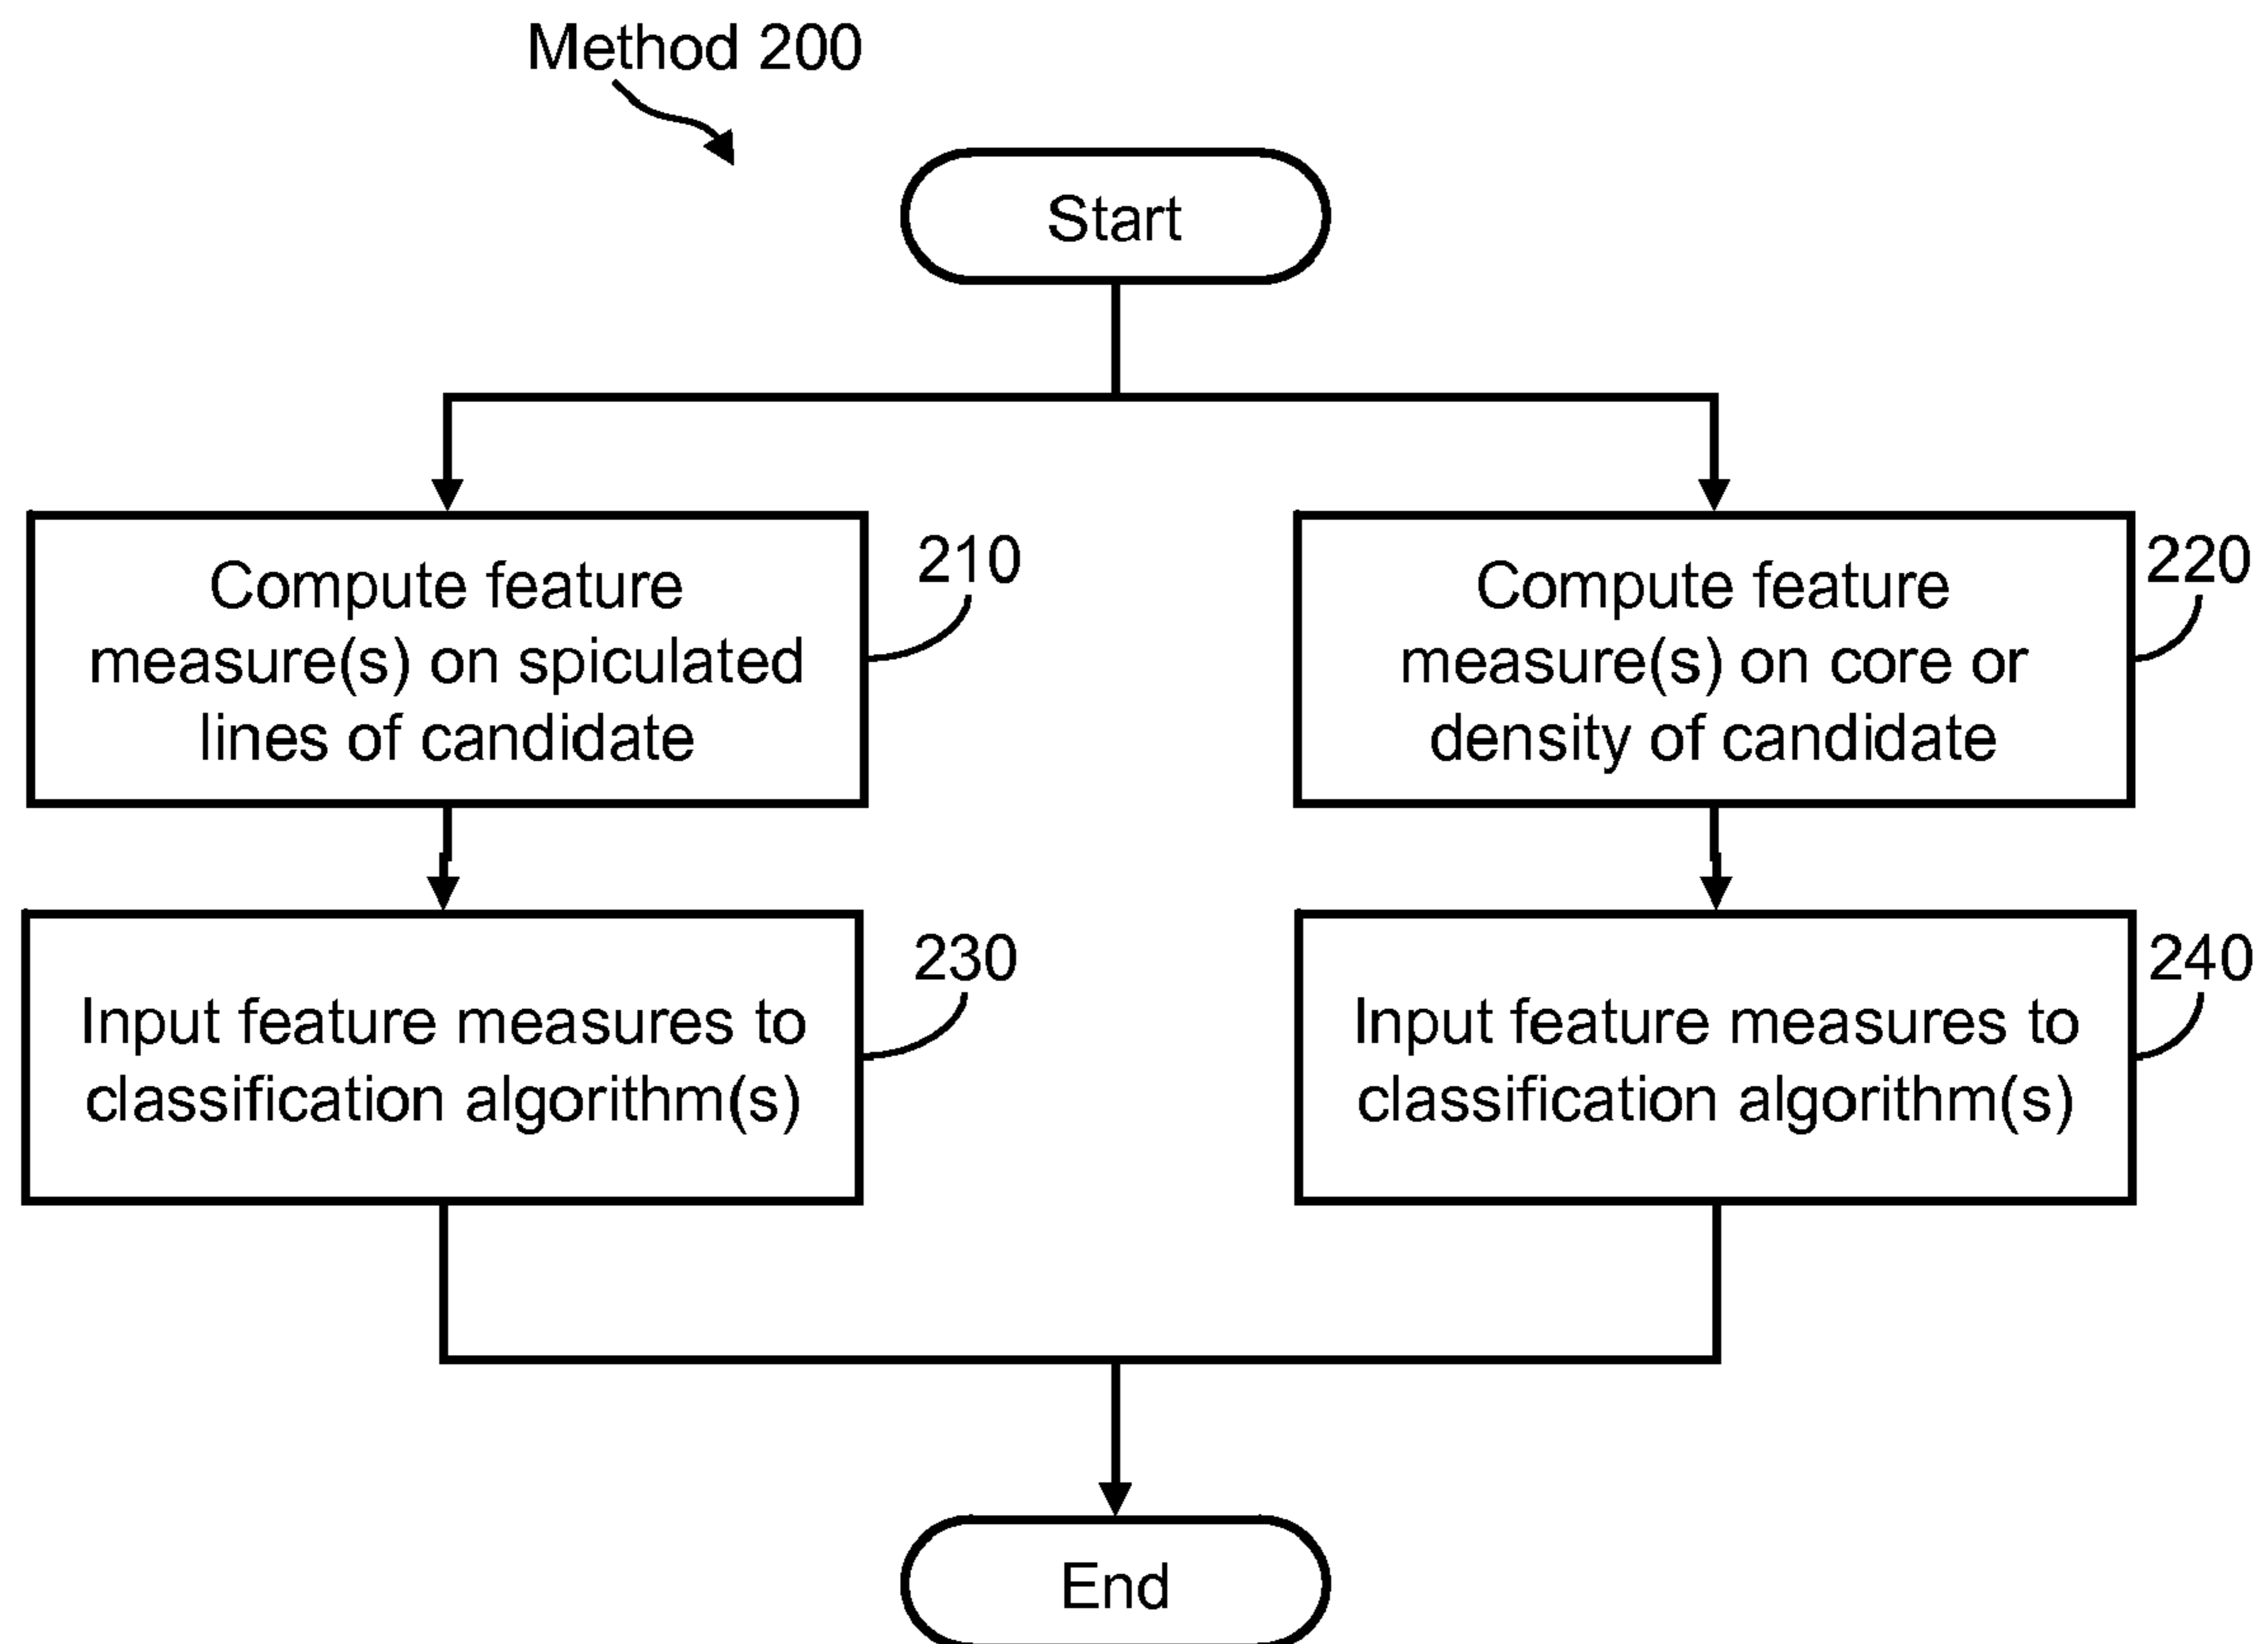 Method 200
Start
Compute feature
measure(s) on spiculated
lines of candidate
210
Compute feature
measure(s) on core or
density of candidate
220
Input feature measures to
classification algorithm(s)
230
Input feature measures to
classification algorithm(s)
240
End